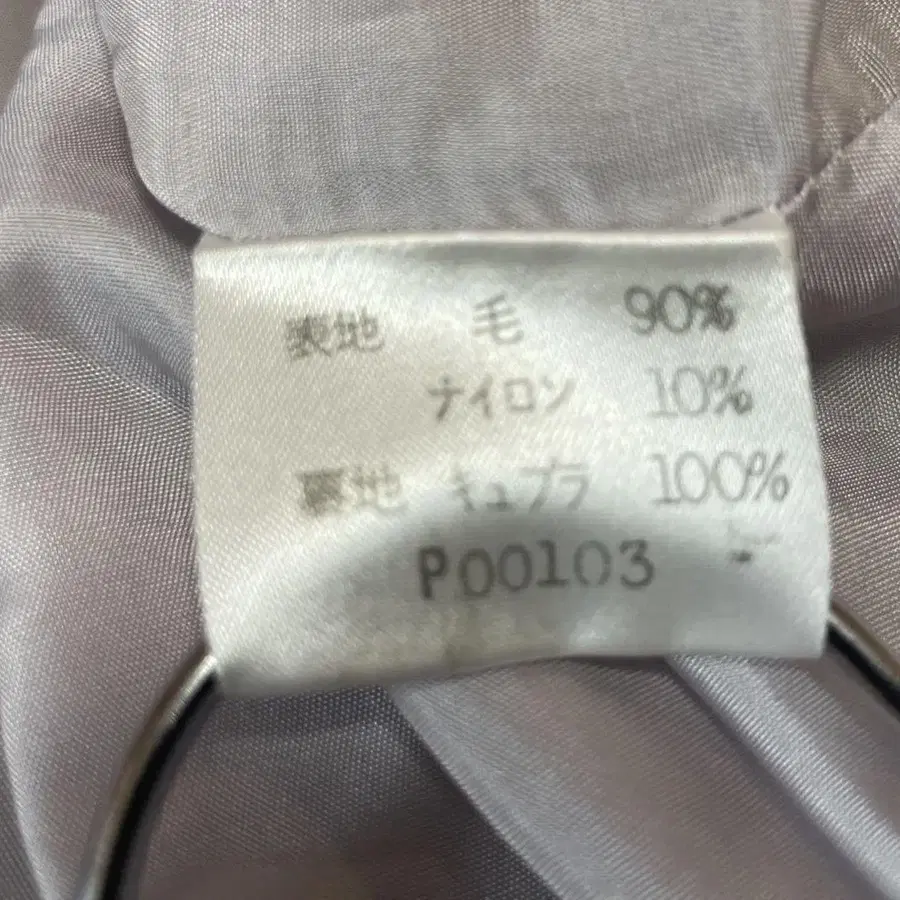 表地 毛 90%
ナイロン 10%
裏地 キュプラ 100%
P00103